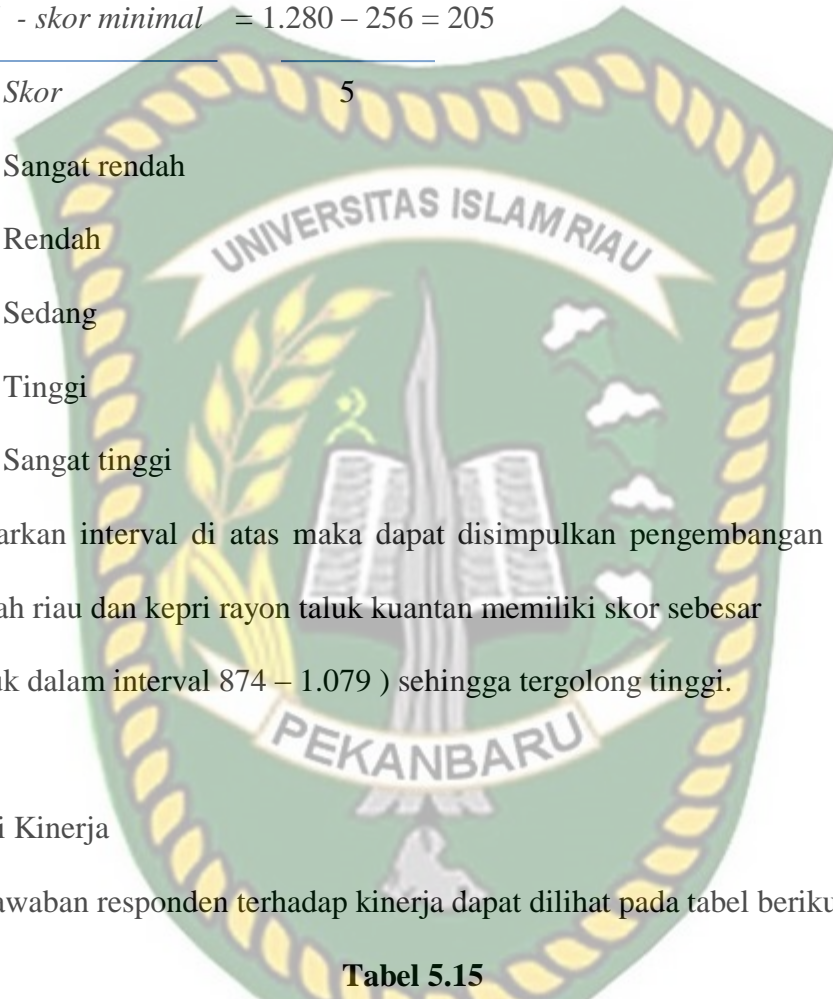 - skor minimal = 1.280 – 256 = 205
Skor 5
Sangat rendah
Rendah
Sedang
Tinggi
Sangat tinggi
UNIVERSITAS ISLAM RIAU
arkan interval di atas maka dapat disimpulkan pengembangan
ah riau dan kepri rayon taluk kuantan memiliki skor sebesar
uk dalam interval 874 – 1.079 ) sehingga tergolong tinggi.
PEKANBARU
i Kinerja
awaban responden terhadap kinerja dapat dilihat pada tabel beriku
Tabel 5.15